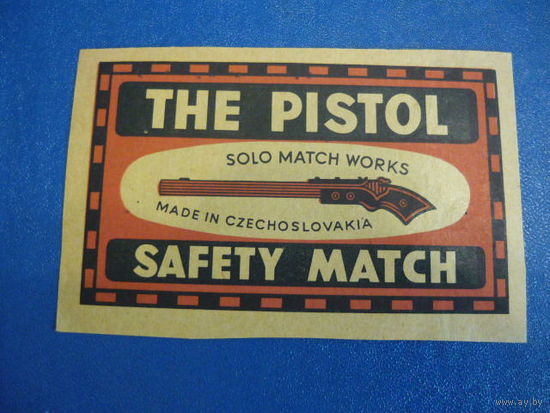 THE PISTOL
SOLO MATCH WORKS
MADE IN CZECHOSLOVAKIA
SAFETY MATCH
www.ay.by